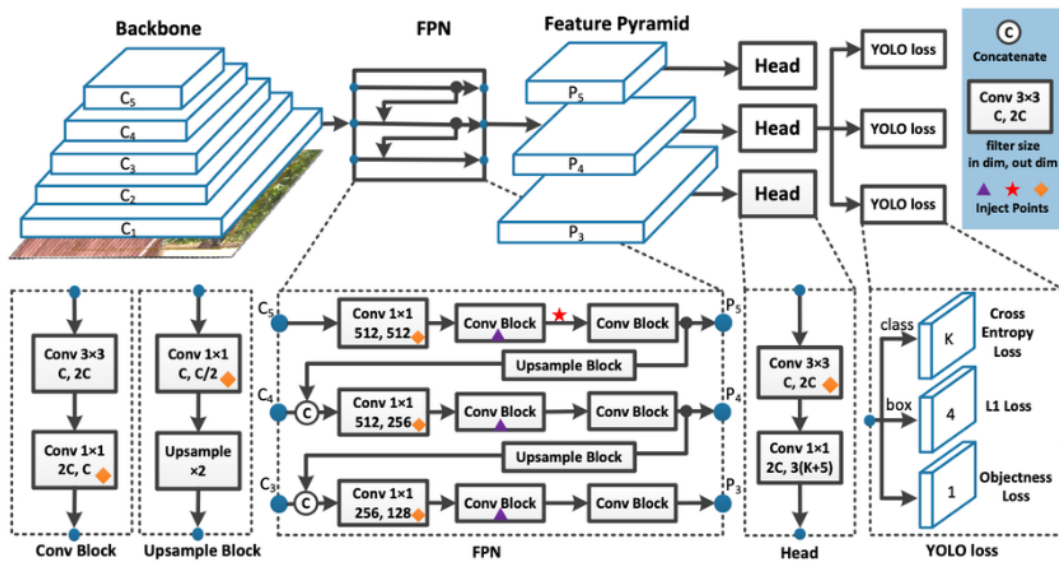 Backbone
FPN
Feature Pyramid
C5
C4
C3
C2
C1
P5
P4
P3
Head
Head
Head
YOLO loss
YOLO loss
YOLO loss
C
Concatenate
Conv 3×3
C, 2C
filter size
in dim, out dim
Inject Points
Conv 3×3
C, 2C
Conv 1×1
2C, C
Conv Block
Conv 1×1
C, C/2
Upsample
×2
Upsample Block
C5
Conv 1×1
512, 512
Conv Block
Conv Block
P5
Upsample Block
C4
C
Conv 1×1
512, 256
Conv Block
Conv Block
P4
Upsample Block
C3
C
Conv 1×1
256, 128
Conv Block
Conv Block
P3
FPN
Conv 3×3
C, 2C
Conv 1×1
2C, 3(K+5)
Head
class
K
Cross
Entropy
Loss
box
4
L1 Loss
1
Objectness
Loss
YOLO loss